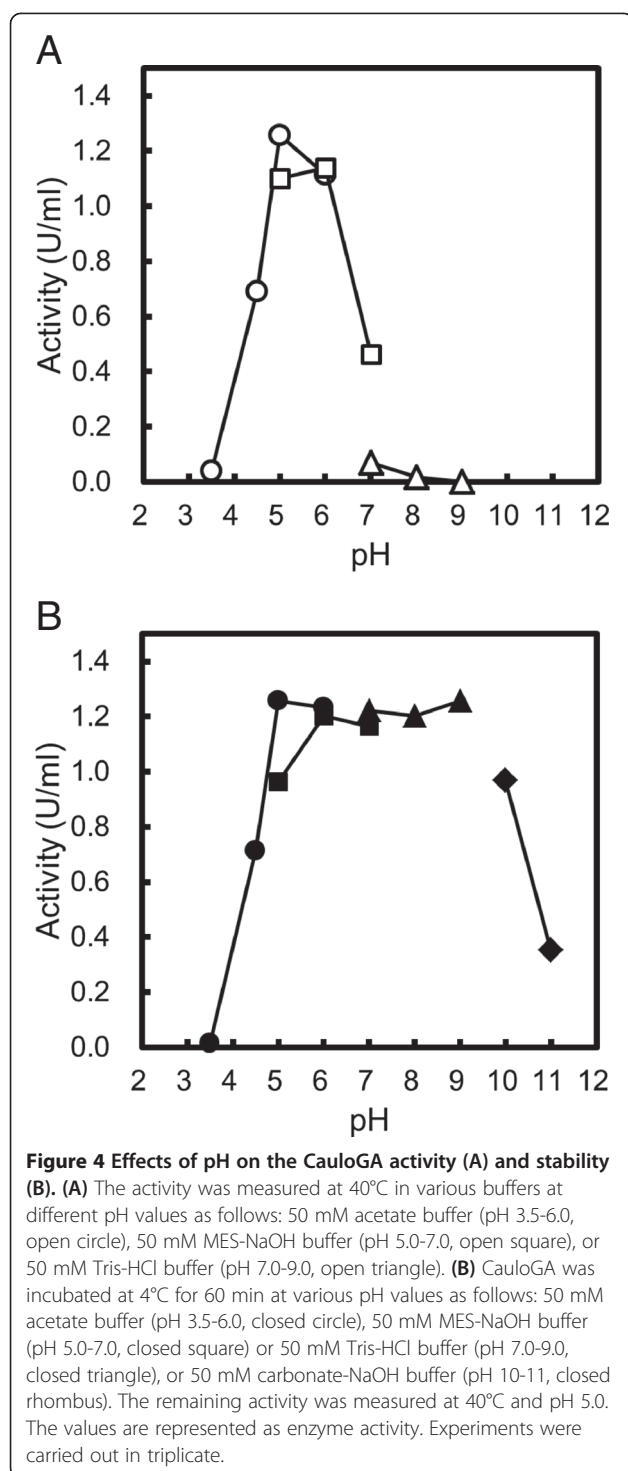 A
1.4
1.2
1.0
0.8
0.6
0.4
0.2
0.0
Activity (U/ml)
2 3 4 5 6 7 8 9 10 11 12
pH
B
1.4
1.2
1.0
0.8
0.6
0.4
0.2
0.0
Activity (U/ml)
2 3 4 5 6 7 8 9 10 11 12
pH
Figure 4 Effects of pH on the CauloGA activity (A) and stability
(B). (A) The activity was measured at 40°C in various buffers at
different pH values as follows: 50 mM acetate buffer (pH 3.5-6.0,
open circle), 50 mM MES-NaOH buffer (pH 5.0-7.0, open square), or
50 mM Tris-HCl buffer (pH 7.0-9.0, open triangle). (B) CauloGA was
incubated at 4°C for 60 min at various pH values as follows: 50 mM
acetate buffer (pH 3.5-6.0, closed circle), 50 mM MES-NaOH buffer
(pH 5.0-7.0, closed square) or 50 mM Tris-HCl buffer (pH 7.0-9.0,
closed triangle), or 50 mM carbonate-NaOH buffer (pH 10-11, closed
rhombus). The remaining activity was measured at 40°C and pH 5.0.
The values are represented as enzyme activity. Experiments were
carried out in triplicate.